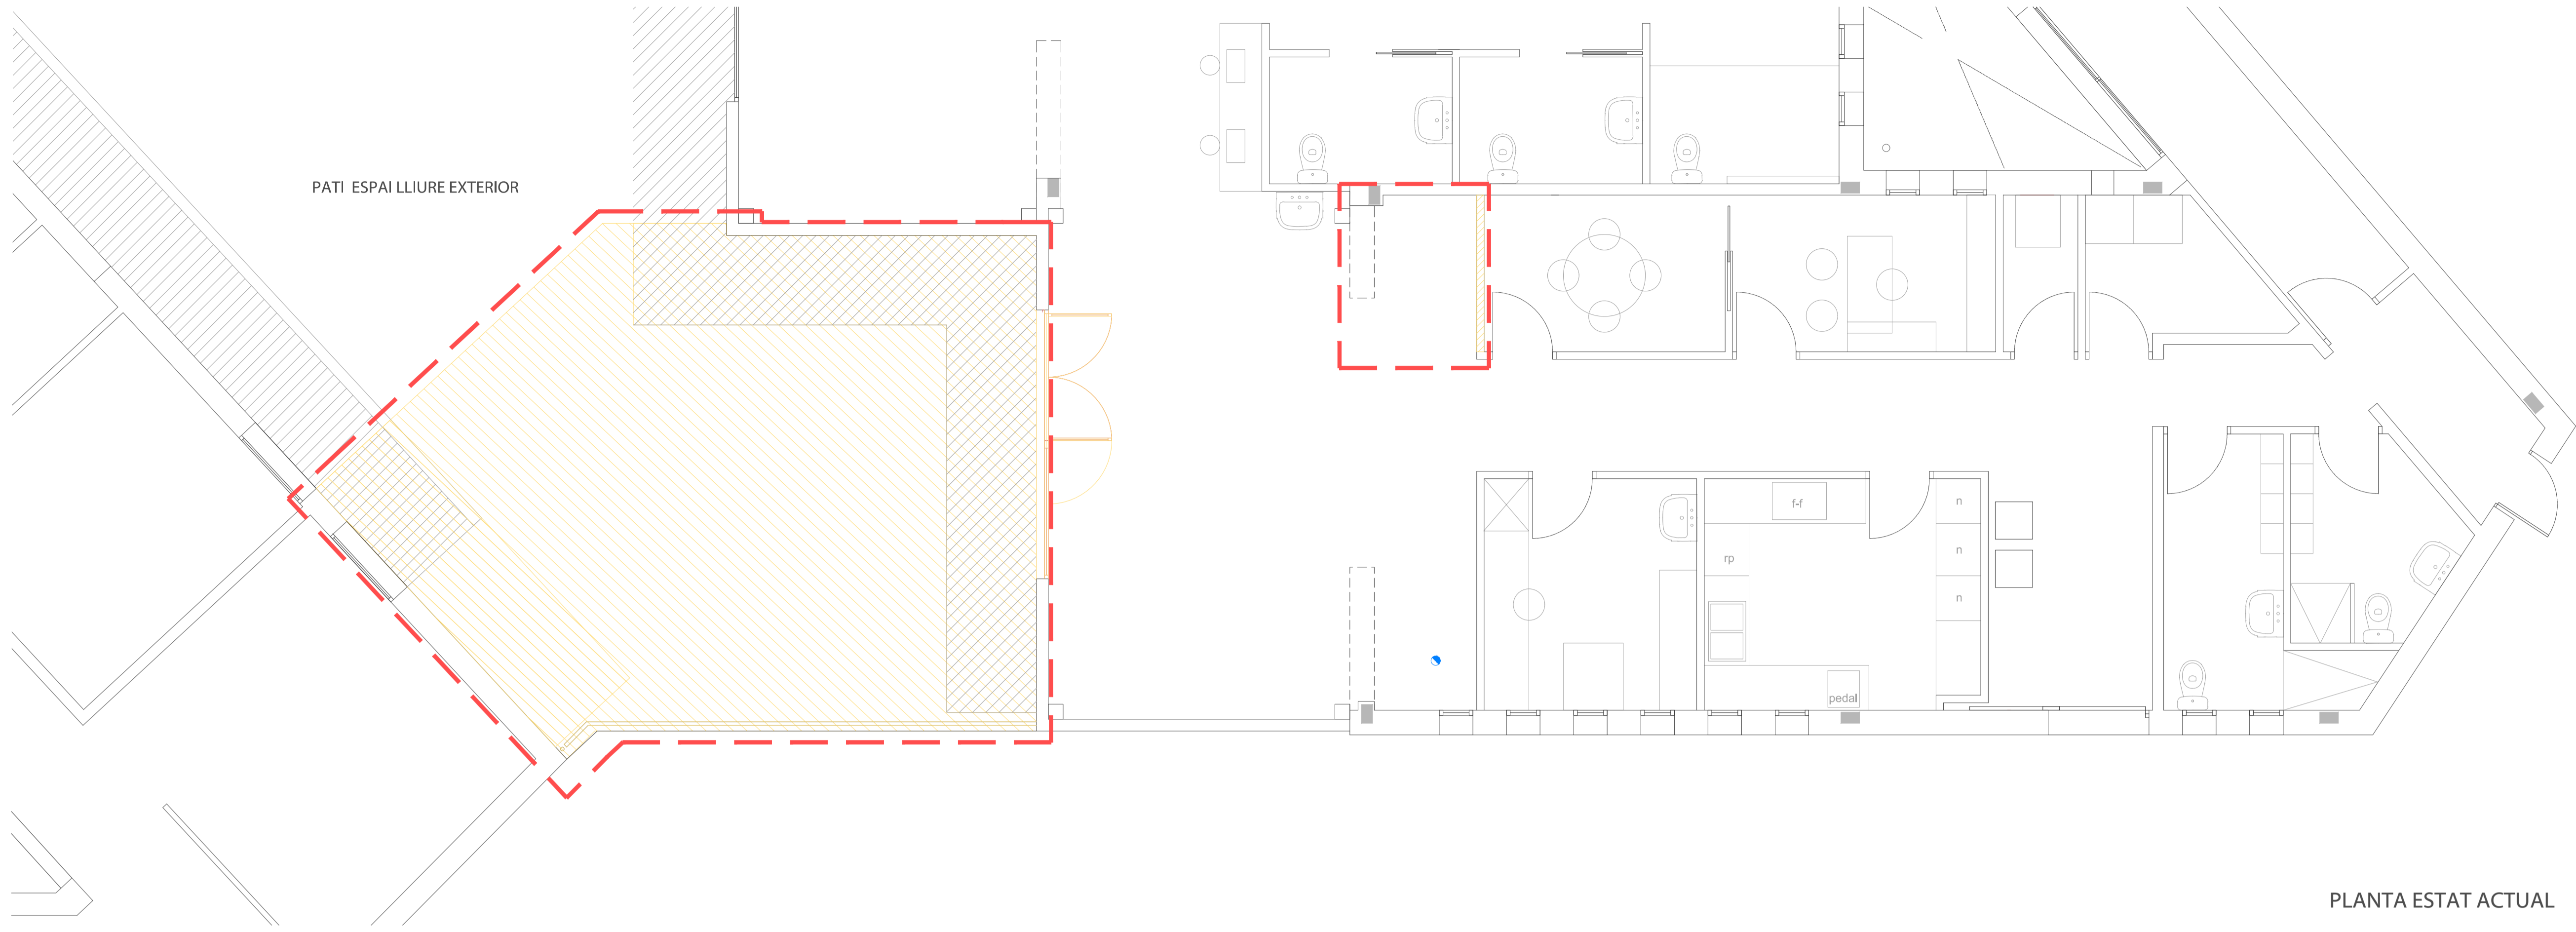 PATI ESPAI LLIURE EXTERIOR
f-f
n
rp
n
n
pedal
PLANTA ESTAT ACTUAL